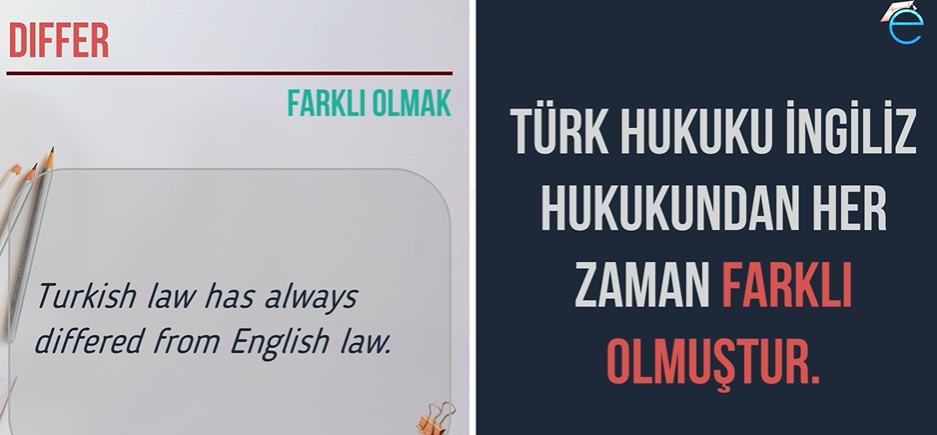 DIFFER
FARKLI OLMAK
Turkish law has always
differed from English law.
e
TÜRK HUKUKU İNGİLİZ
HUKUKUNDAN HER
ZAMAN FARKLI
OLMUŞTUR.